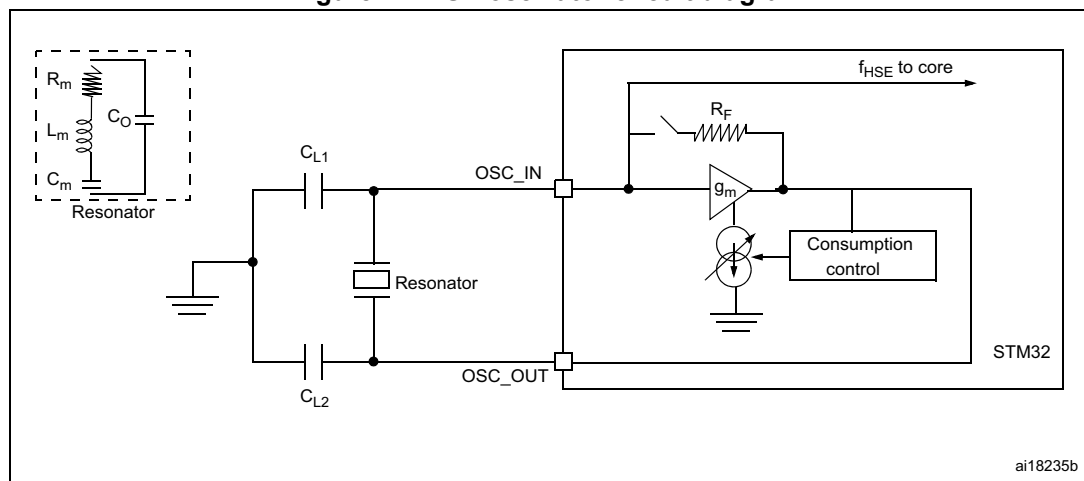 R_m
L_m
C_m
C_O
Resonator
C_L1
C_L2
Resonator
OSC_IN
OSC_OUT
f_HSE to core
R_F
g_m
Consumption
control
STM32
ai18235b